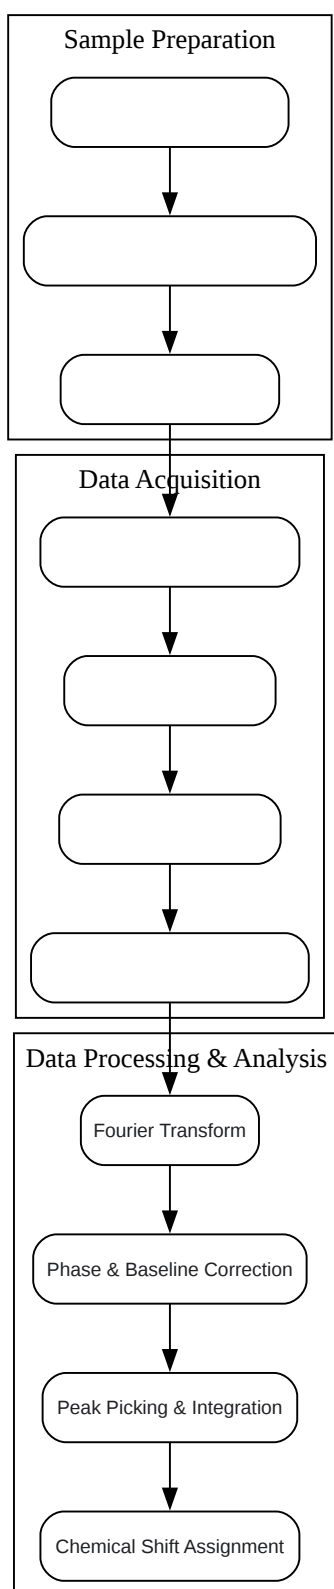 Sample Preparation
Data Acquisition
Data Processing & Analysis
Fourier Transform
Phase & Baseline Correction
Peak Picking & Integration
Chemical Shift Assignment